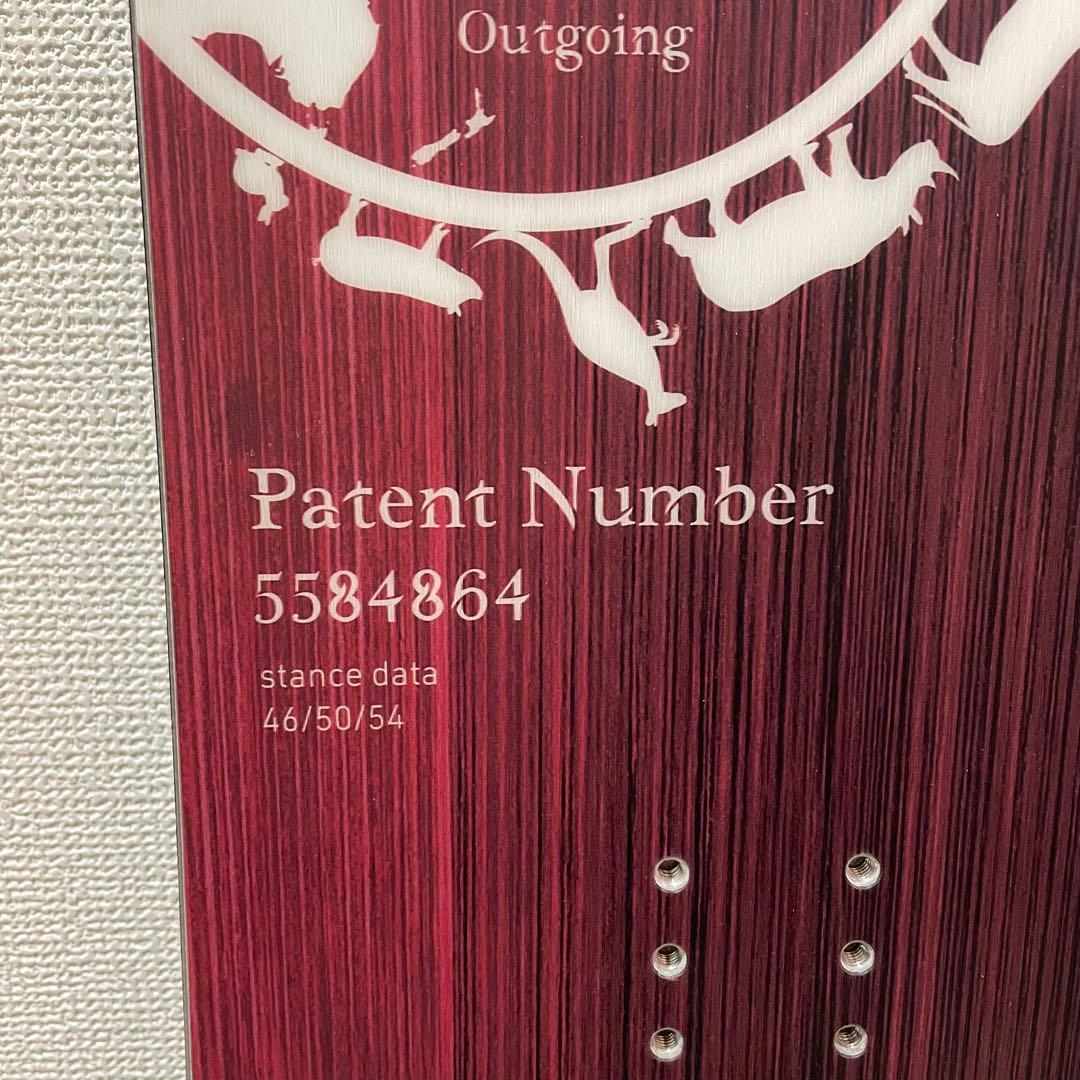 Outgoing
Patent Number
5584864
stance data
46/50/54